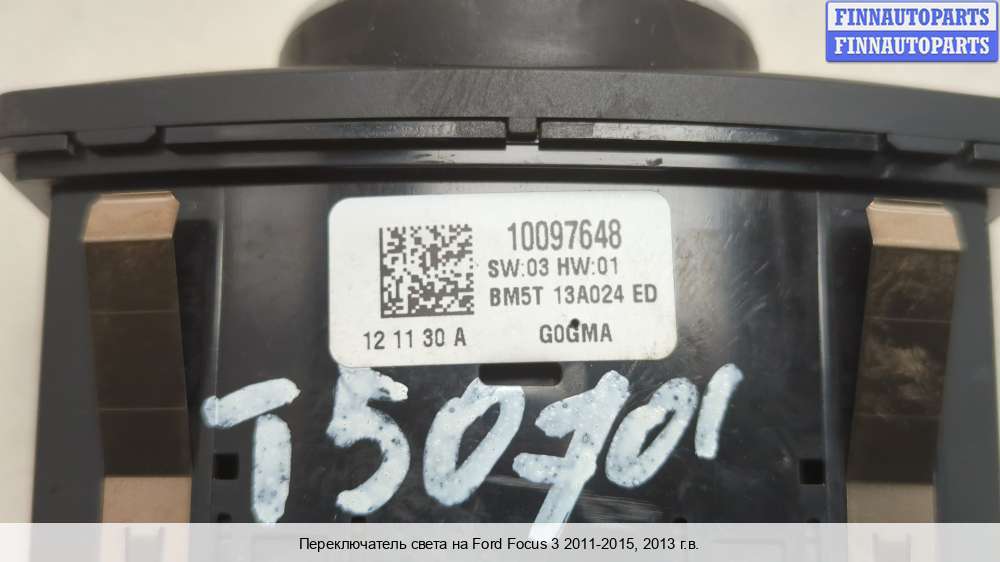 FINNAUTOPARTS
FINNAUTOPARTS
10097648
SW:03 HW:01
BM5T 13A024 ED
12 11 30 A G0GMA
T50701
Переключатель света на Ford Focus 3 2011-2015, 2013 г.в.